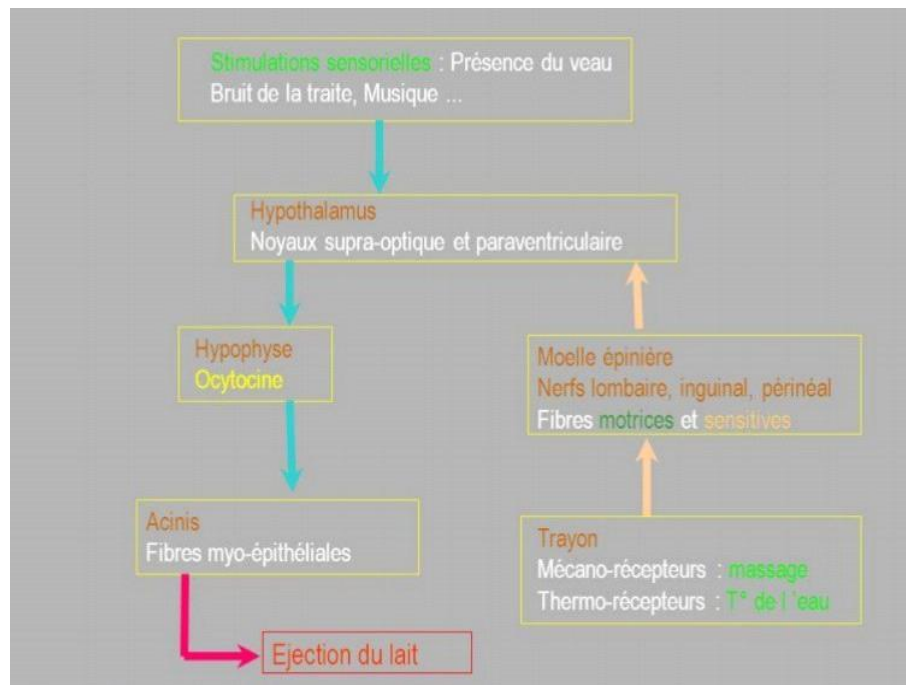 Stimulations sensorielles : Présence du veau
Bruit de la traite, Musique ...
Hypothalamus
Noyaux supra-optique et paraventriculaire
Hypophyse
Ocytocine
Moelle épinière
Nerfs lombaire, inguinal, périnéal
Fibres motrices et sensitives
Acinis
Fibres myo-épithéliales
Trayon
Mécano-récepteurs : massage
Thermo-récepteurs : T° de l 'eau
Ejection du lait